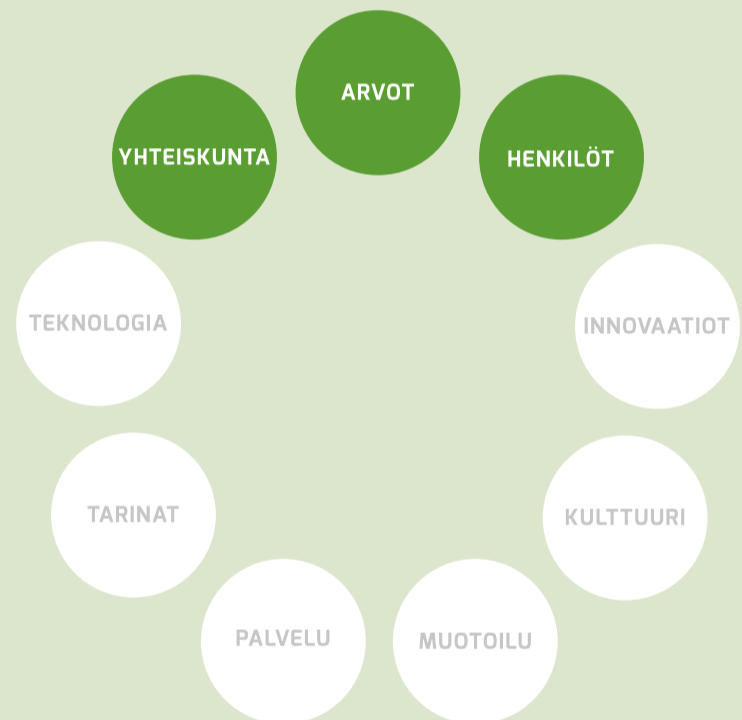 ARVOT
YHTEISKUNTA
HENKILÖT
TEKNOLOGIA
INNOVAATIOT
TARINAT
KULTTUURI
PALVELU
MUOTOILU